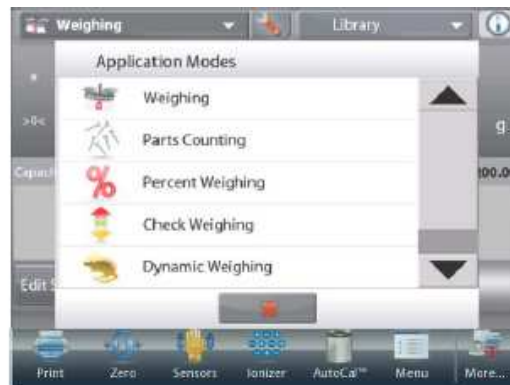 Weighing
Library
Application Modes
Weighing
>0<
Parts Counting
g
Percent Weighing
Check Weighing
Dynamic Weighing
Print
Zero
Sensors
Ionizer
AutoCal™
Menu
More...